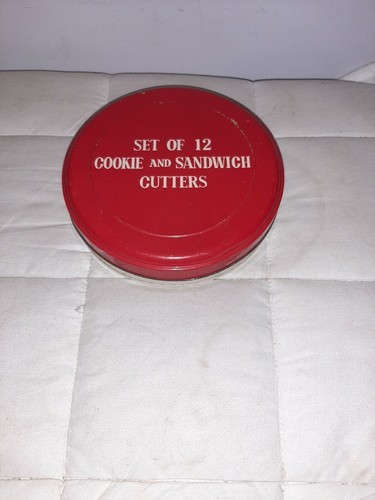 SET OF 12
COOKIE AND SANDWICH
CUTTERS